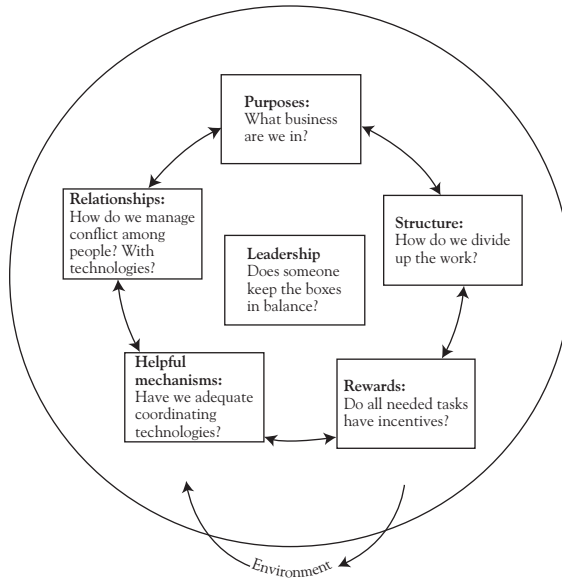 Purposes:
What business
are we in?
Relationships:
How do we manage
conflict among
people? With
technologies?
Structure:
How do we divide
up the work?
Leadership
Does someone
keep the boxes
in balance?
Helpful
mechanisms:
Have we adequate
coordinating
technologies?
Rewards:
Do all needed tasks
have incentives?
Environment